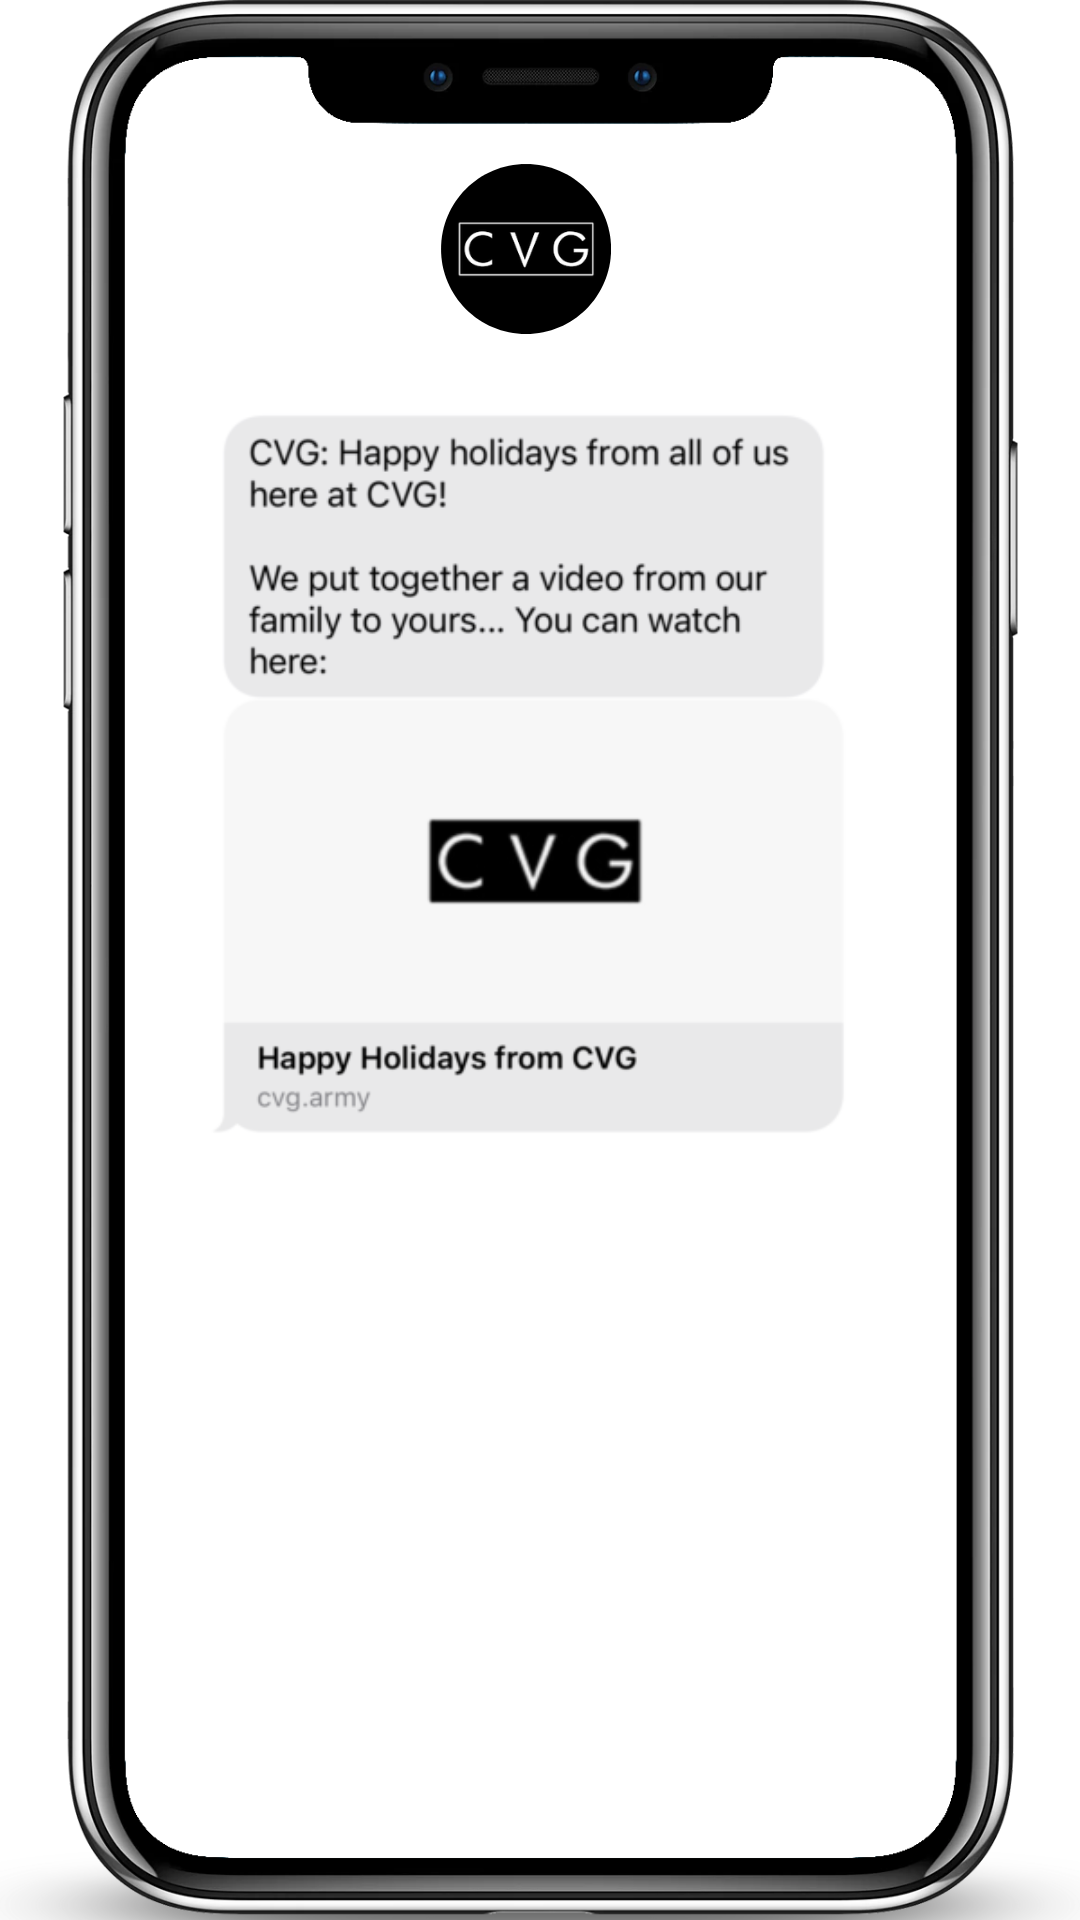 CVG
CVG: Happy holidays from all of us
here at CVG!
We put together a video from our
family to yours... You can watch
here:
CVG
Happy Holidays from CVG
cvg.army